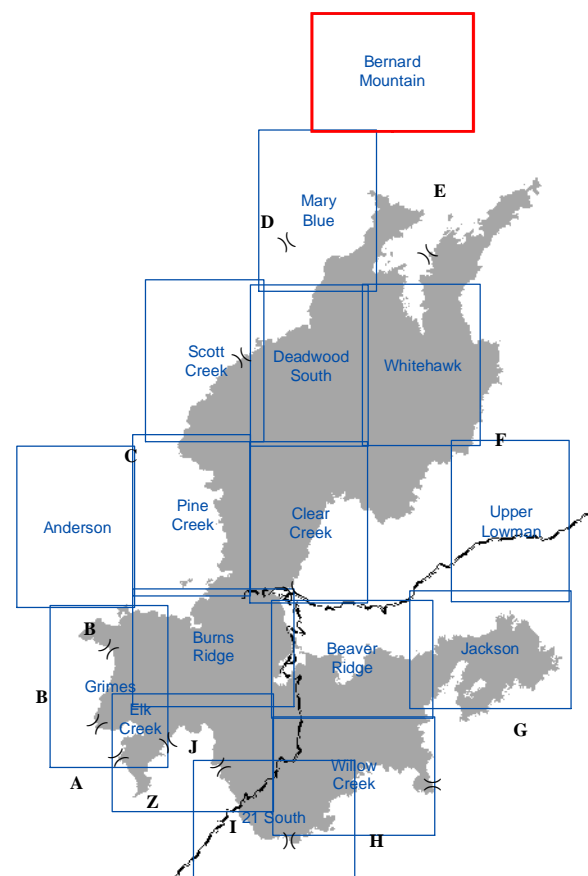 Bernard
Mountain
E
Mary
Blue
D
Scott
Creek
Deadwood
South
Whitehawk
F
C
Pine
Creek
Clear
Creek
Upper
Lowman
Anderson
B
Burns
Ridge
Beaver
Ridge
Jackson
B
Grimes
Elk
Creek
G
J
Willow
Creek
A
Z
21 South
I
H